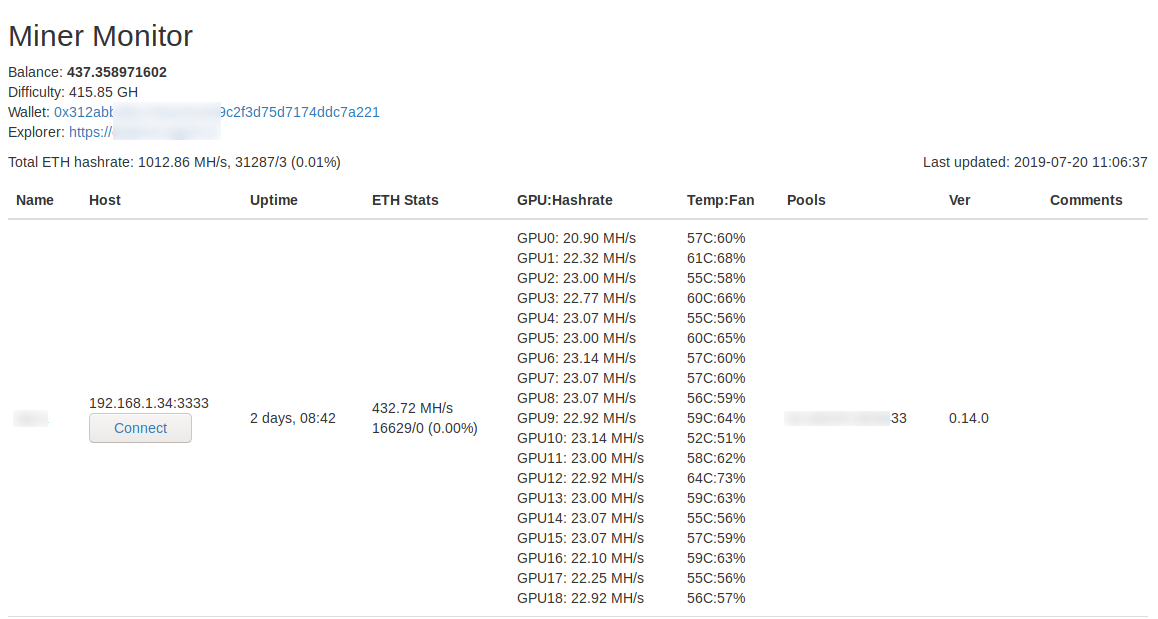 Miner Monitor
Balance: 437.358971602
Difficulty: 415.85 GH
Wallet: 0x312abb 9c2f3d75d7174ddc7a221
Explorer: https://
Total ETH hashrate: 1012.86 MH/s, 31287/3 (0.01%) Last updated: 2019-07-20 11:06:37
Name Host Uptime ETH Stats GPU:Hashrate Temp:Fan Pools Ver Comments
GPU0: 20.90 MH/s 57C:60%
GPU1: 22.32 MH/s 61C:68%
GPU2: 23.00 MH/s 55C:58%
GPU3: 22.77 MH/s 60C:66%
GPU4: 23.07 MH/s 55C:56%
GPU5: 23.00 MH/s 60C:65%
GPU6: 23.14 MH/s 57C:60%
GPU7: 23.07 MH/s 57C:60%
GPU8: 23.07 MH/s 56C:59%
192.168.1.34:3333
432.72 MH/s
GPU9: 22.92 MH/s 59C:64%
2 days, 08:42
33 0.14.0
Connect
16629/0 (0.00%)
GPU10: 23.14 MH/s 52C:51%
GPU11: 23.00 MH/s 58C:62%
GPU12: 22.92 MH/s 64C:73%
GPU13: 23.00 MH/s 59C:63%
GPU14: 23.07 MH/s 55C:56%
GPU15: 23.07 MH/s 57C:59%
GPU16: 22.10 MH/s 59C:63%
GPU17: 22.25 MH/s 55C:56%
GPU18: 22.92 MH/s 56C:57%